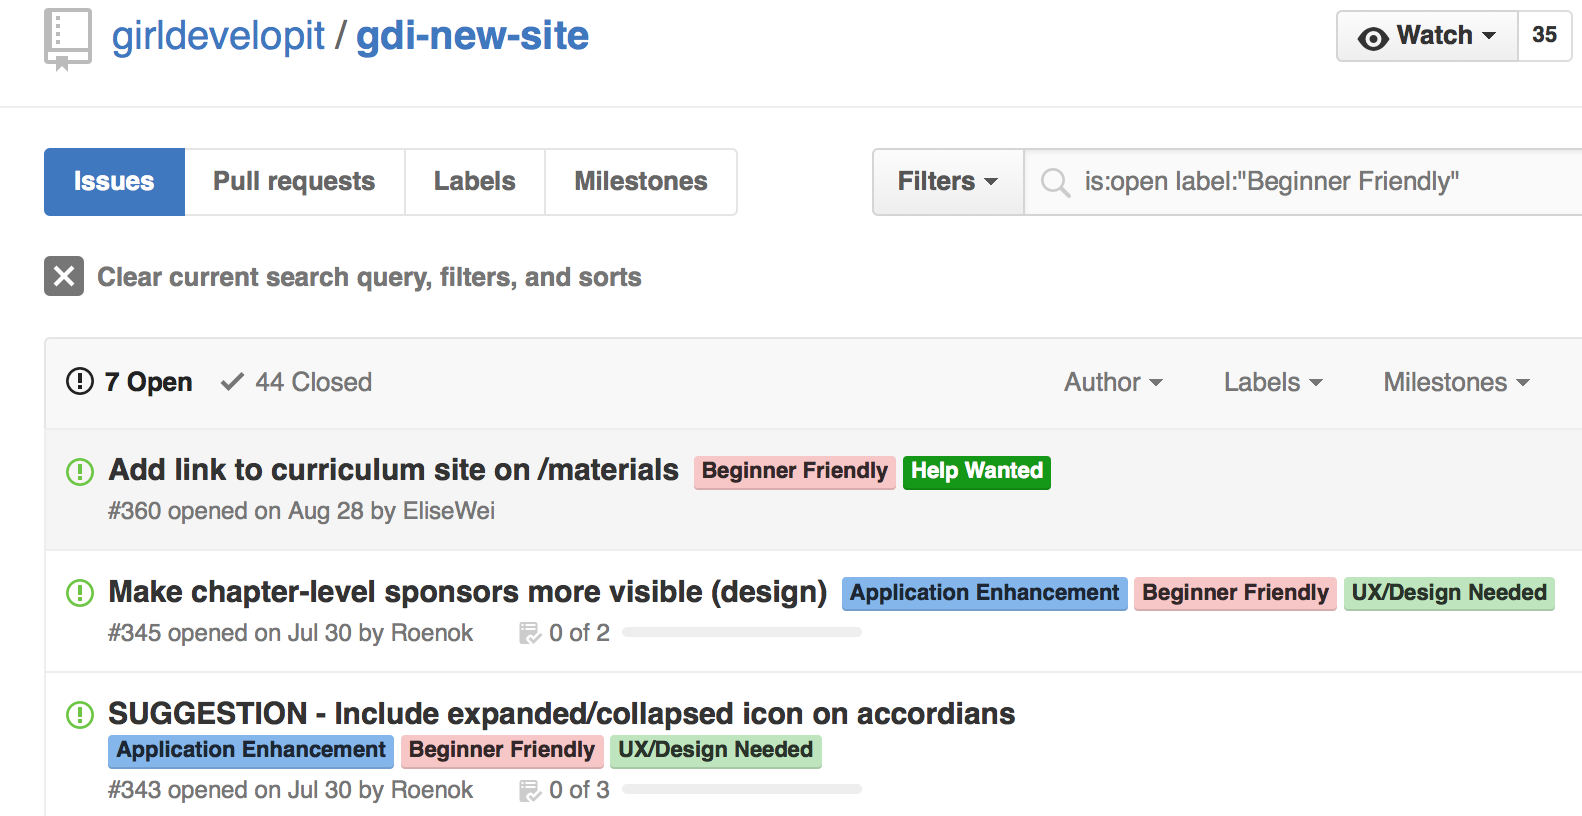 girldevelopit / gdi-new-site
Watch 35
Issues Pull requests Labels Milestones
Filters is:open label:"Beginner Friendly"
Clear current search query, filters, and sorts
7 Open 44 Closed Author Labels Milestones
Add link to curriculum site on /materials Beginner Friendly Help Wanted
#360 opened on Aug 28 by EliseWei
Make chapter-level sponsors more visible (design) Application Enhancement Beginner Friendly UX/Design Needed
#345 opened on Jul 30 by Roenok 0 of 2
SUGGESTION - Include expanded/collapsed icon on accordians
Application Enhancement Beginner Friendly UX/Design Needed
#343 opened on Jul 30 by Roenok 0 of 3